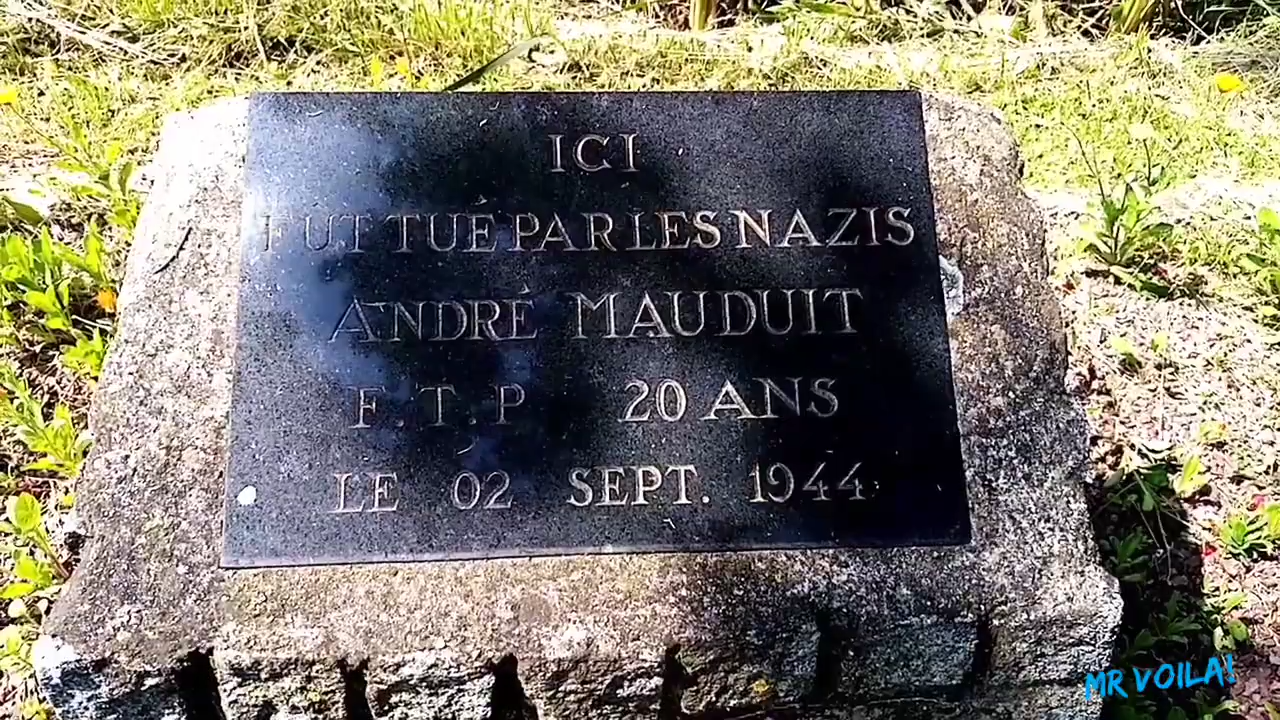 ICI
FUT TUÉ PAR LES NAZIS
ANDRÉ MAUDUIT
F.T.P 20 ANS
LE 02 SEPT. 1944
MR VOILA!